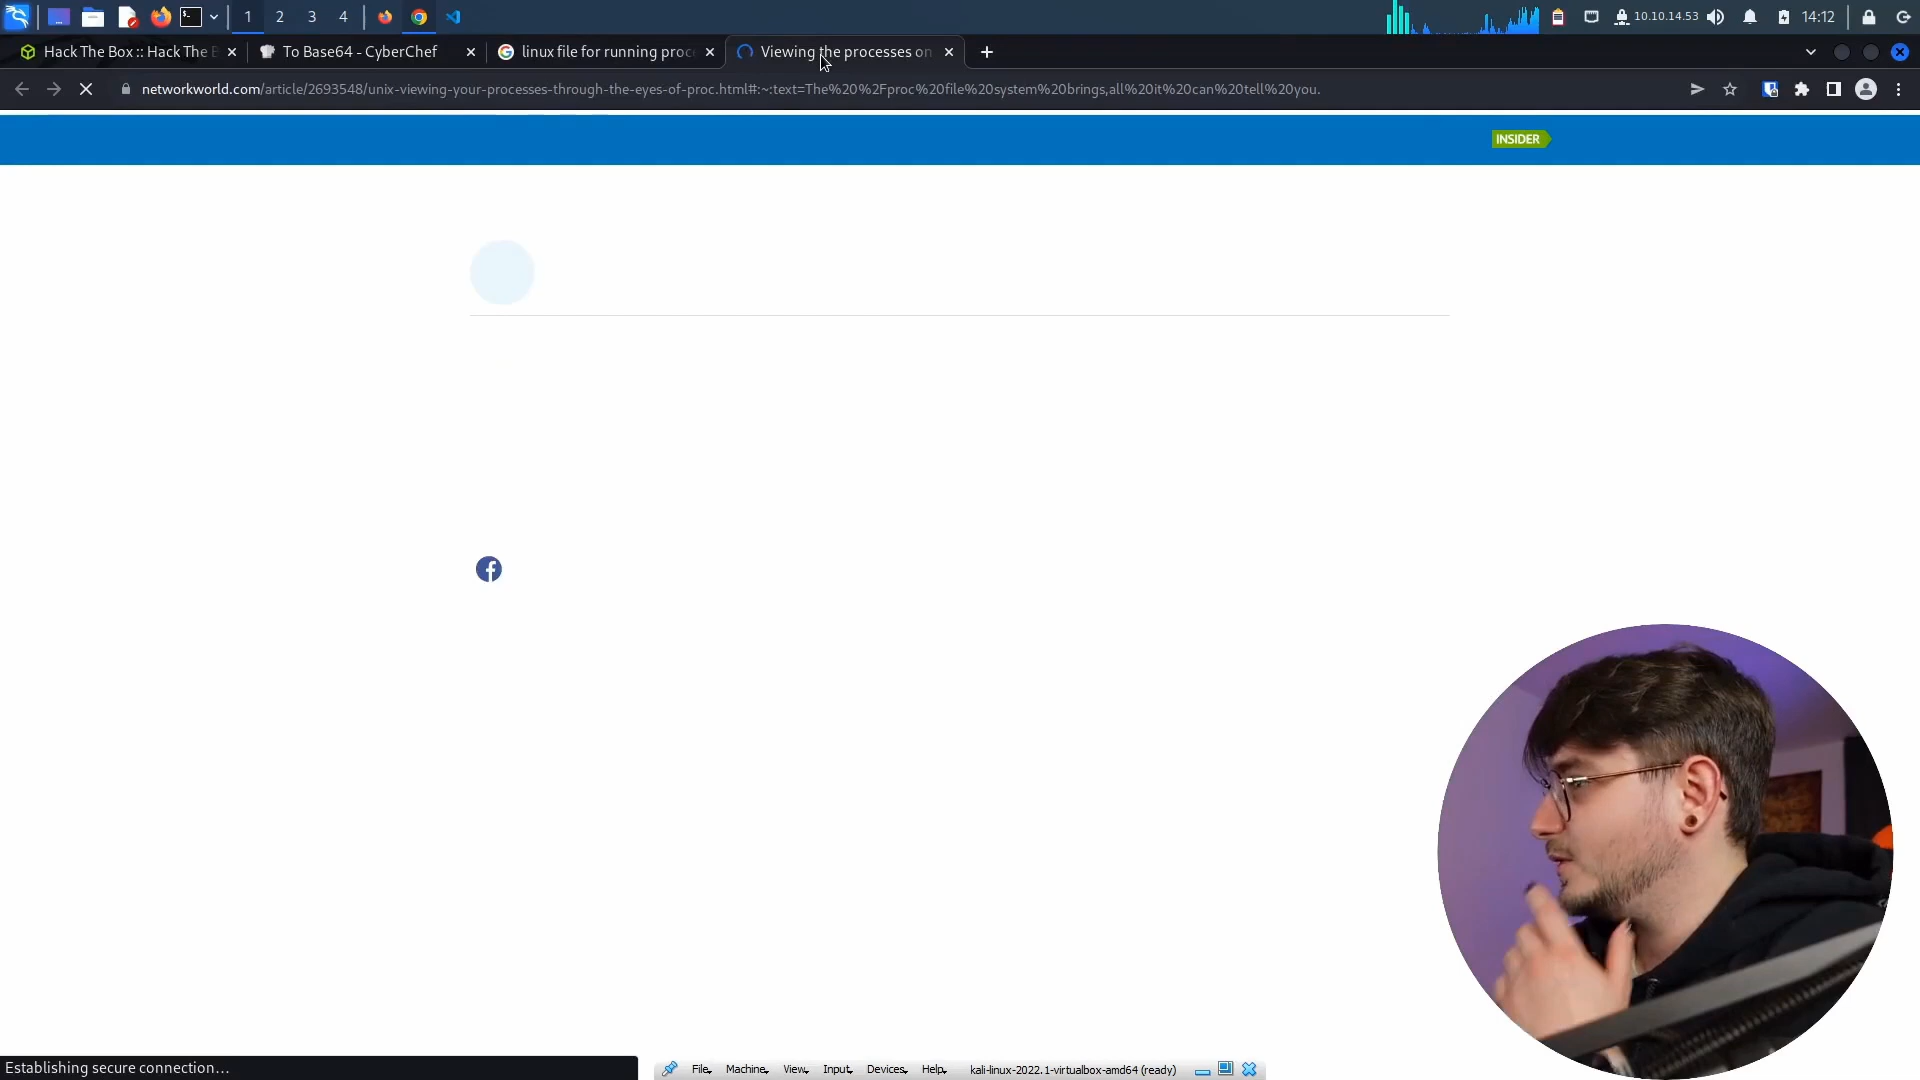 1 2 3 4 10.10.14.53 14:12
Hack The Box :: Hack The B To Base64 - CyberChef linux file for running proc Viewing the processes on
networkworld.com/article/2693548/unix-viewing-your-processes-through-the-eyes-of-proc.html#:~:text=The%20%2Fproc%20file%20system%20brings,all%20it%20can%20tell%20you.
INSIDER
Establishing secure connection...
File Machine View Input Devices Help kali-linux-2022.1-virtualbox-amd64 (ready)